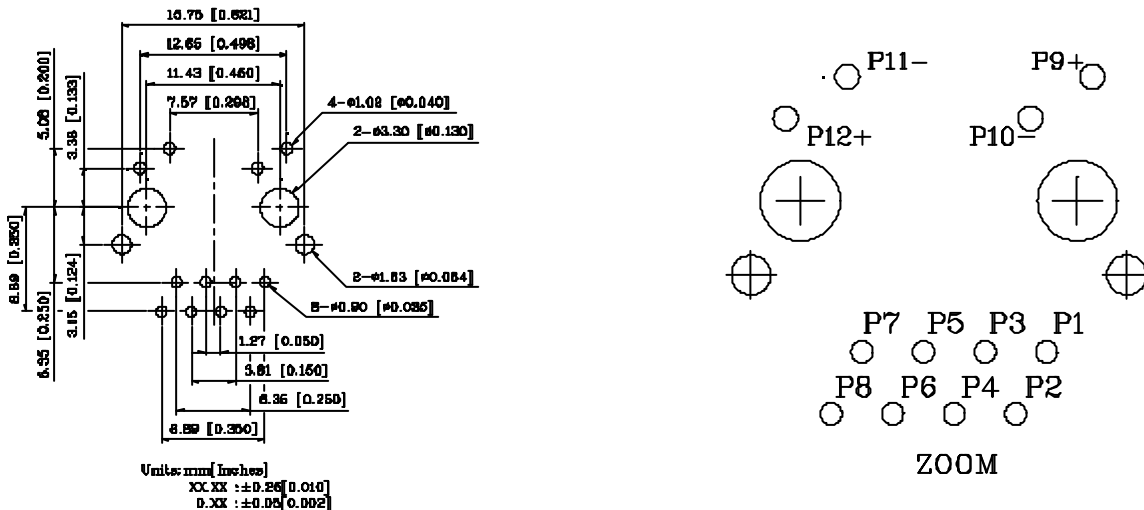 15.75 [0.621]
12.65 [0.498]
11.43 [0.450]
7.57 [0.298]
5.08 [0.200]
3.38 [0.133]
4-ø1.02 [ø0.040]
2-ø3.30 [ø0.130]
2-ø1.63 [ø0.064]
8-ø0.90 [ø0.035]
8.89 [0.350]
6.35 [0.250]
3.15 [0.124]
1.27 [0.050]
3.81 [0.150]
6.35 [0.250]
8.89 [0.350]
Units: mm[Inches]
XX.XX :±0.25[0.010]
0.XX :±0.05[0.002]
P11- P9+
P12+ P10-
P7 P5 P3 P1
P8 P6 P4 P2
ZOOM